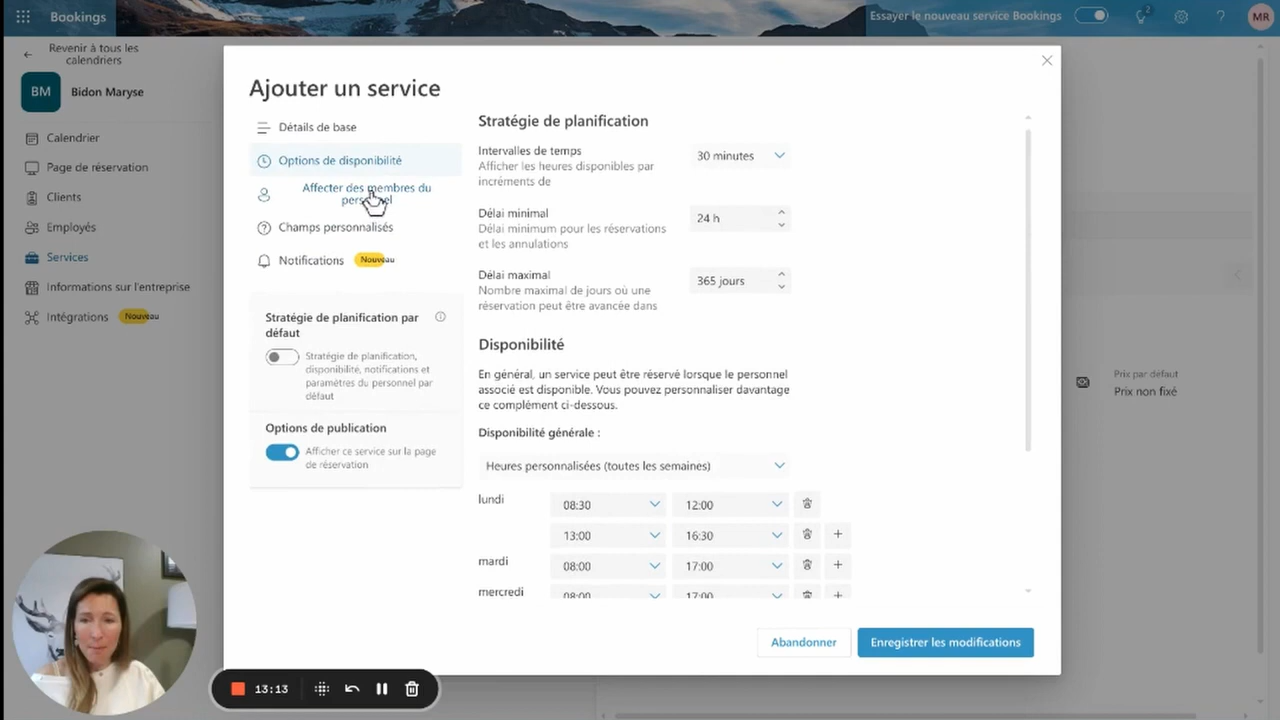 Bookings
Essayer le nouveau service Bookings
2
?
MR
Revenir à tous les
calendriers
BM
Bidon Maryse
Calendrier
Page de réservation
Clients
Employés
Services
Informations sur l'entreprise
Intégrations
Nouveau
Ajouter un service
Détails de base
Options de disponibilité
Affecter des membres du
personnel
Champs personnalisés
Notifications
Nouveau
Stratégie de planification par
défaut
Stratégie de planification,
disponibilité, notifications et
paramètres du personnel par
défaut
Options de publication
Afficher ce service sur la page
de réservation
Stratégie de planification
Intervalles de temps
Afficher les heures disponibles par
incréments de
30 minutes
Délai minimal
Délai minimum pour les réservations
et les annulations
24 h
Délai maximal
Nombre maximal de jours où une
réservation peut être avancée dans
365 jours
Disponibilité
En général, un service peut être réservé lorsque le personnel
associé est disponible. Vous pouvez personnaliser davantage
ce complément ci-dessous.
Disponibilité générale :
Heures personnalisées (toutes les semaines)
lundi 08:30 12:00
13:00 16:30
mardi 08:00 17:00
mercredi 08:00 17:00
Abandonner
Enregistrer les modifications
Prix par défaut
Prix non fixé
13:13